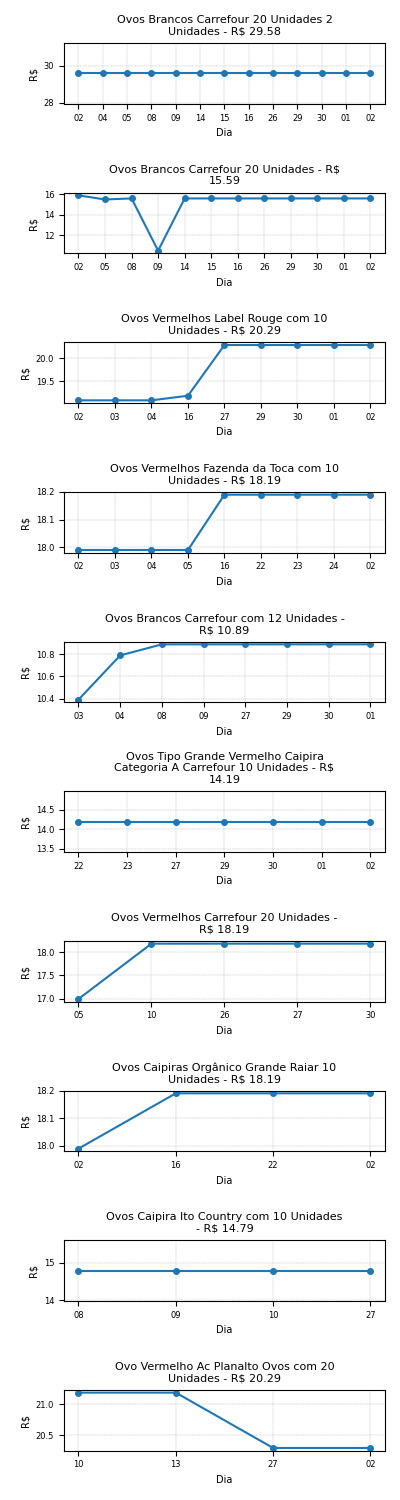 Ovos Brancos Carrefour 20 Unidades 2
Unidades - R$ 29.58
R$
30
28
02 04 05 08 09 14 15 16 26 29 30 01 02
Dia
Ovos Brancos Carrefour 20 Unidades - R$
15.59
R$
16
14
12
02 05 08 09 14 15 16 26 29 30 01 02
Dia
Ovos Vermelhos Label Rouge com 10
Unidades - R$ 20.29
R$
20.0
19.5
02 03 04 16 27 29 30 01 02
Dia
Ovos Vermelhos Fazenda da Toca com 10
Unidades - R$ 18.19
R$
18.2
18.1
18.0
02 03 04 05 16 22 23 24 02
Dia
Ovos Brancos Carrefour com 12 Unidades -
R$ 10.89
R$
10.8
10.6
10.4
03 04 08 09 27 29 30 01
Dia
Ovos Tipo Grande Vermelho Caipira
Categoria A Carrefour 10 Unidades - R$
14.19
R$
14.5
14.0
13.5
22 23 27 29 30 01 02
Dia
Ovos Vermelhos Carrefour 20 Unidades -
R$ 18.19
R$
18.0
17.5
17.0
05 10 26 27 30
Dia
Ovos Caipiras Orgânico Grande Raiar 10
Unidades - R$ 18.19
R$
18.2
18.1
18.0
02 16 22 02
Dia
Ovos Caipira Ito Country com 10 Unidades
- R$ 14.79
R$
15
14
08 09 10 27
Dia
Ovo Vermelho Ac Planalto Ovos com 20
Unidades - R$ 20.29
R$
21.0
20.5
10 13 27 02
Dia